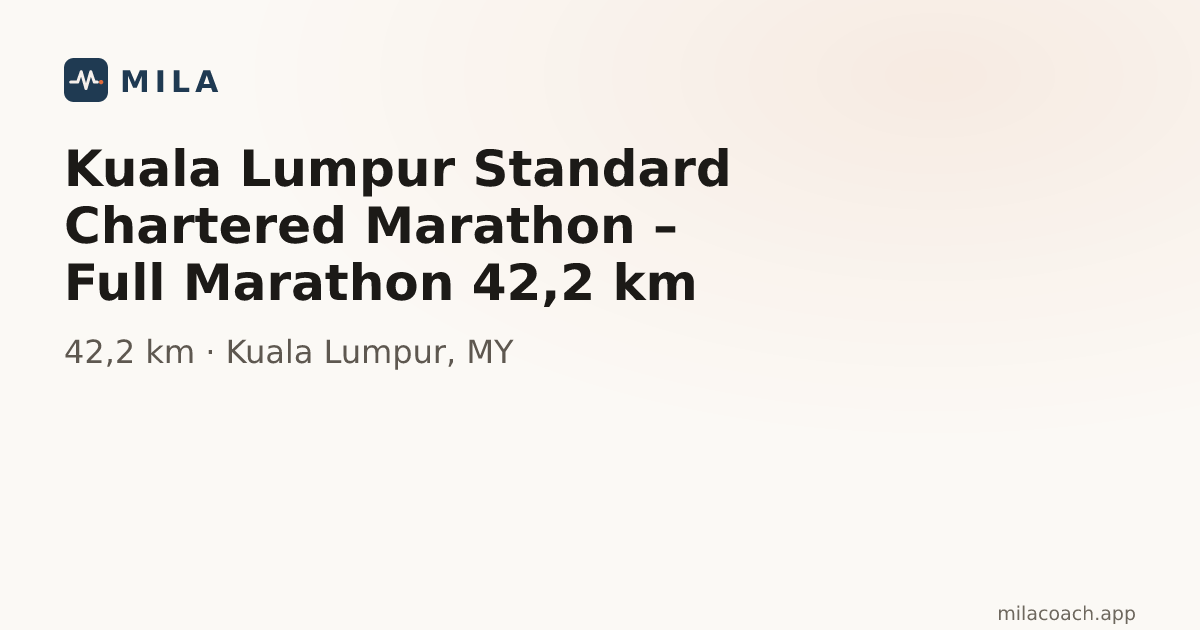 MILA
Kuala Lumpur Standard
Chartered Marathon –
Full Marathon 42,2 km
42,2 km · Kuala Lumpur, MY
milacoach.app